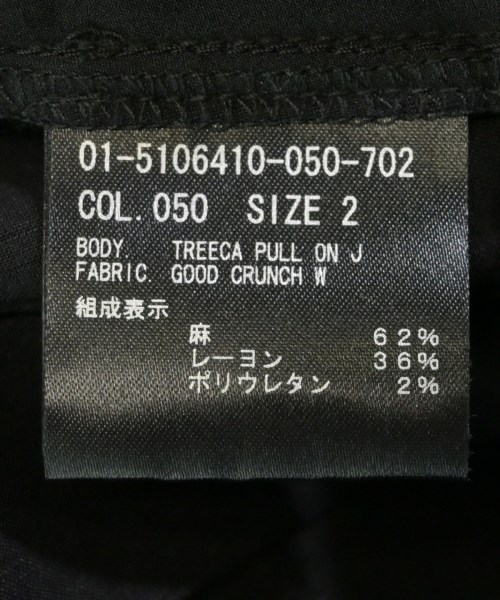 01-5106410-050-702
COL. 050 SIZE 2
BODY. TREECA PULL ON J
FABRIC. GOOD CRUNCH W
組成表示
麻 62%
レーヨン 36%
ポリウレタン 2%